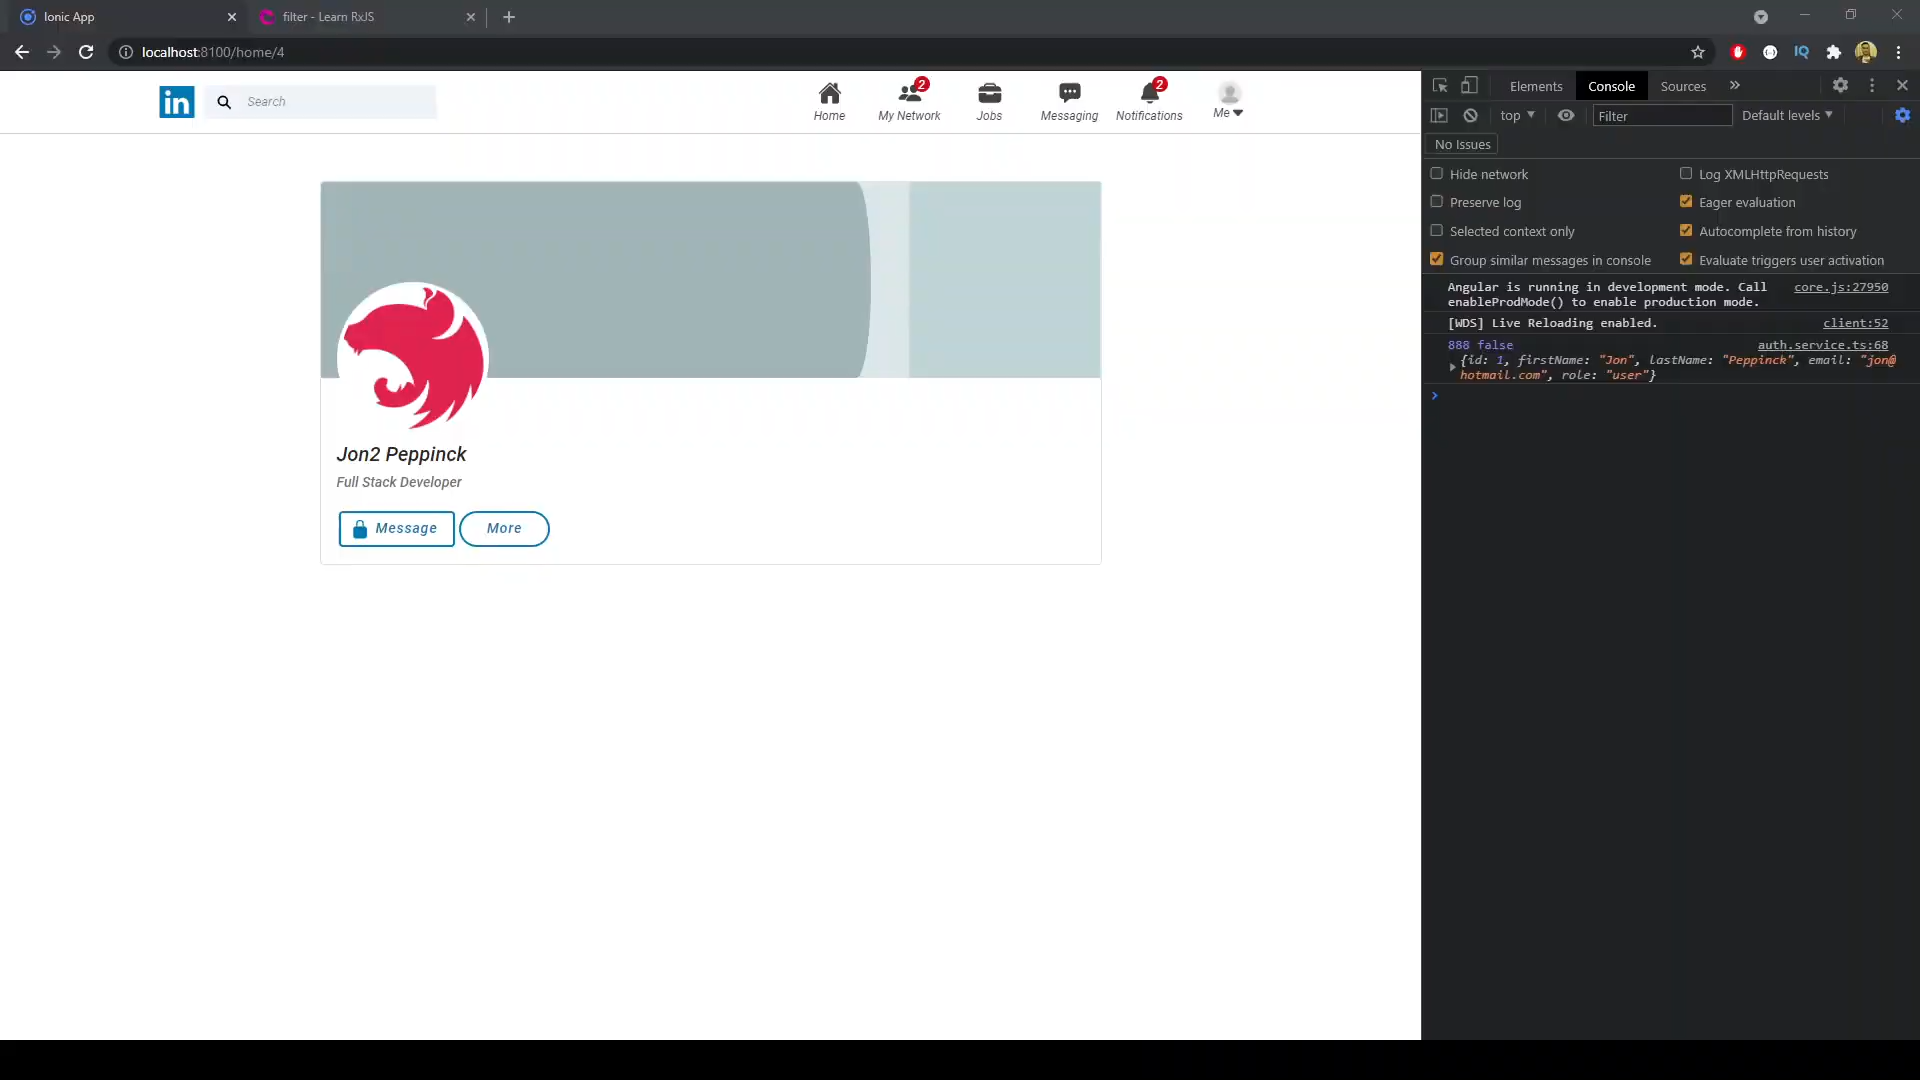 Ionic App
filter - Learn RxJS
localhost:8100/home/4
IQ
in
Search
Home
2
My Network
Jobs
Messaging
2
Notifications
Me
Jon2 Peppinck
Full Stack Developer
Message
More
Elements
Console
Sources
top
Filter
Default levels
No Issues
Hide network
Log XMLHttpRequests
Preserve log
Eager evaluation
Selected context only
Autocomplete from history
Group similar messages in console
Evaluate triggers user activation
Angular is running in development mode. Call core.js:27950
enableProdMode() to enable production mode.
[WDS] Live Reloading enabled. client:52
888 false auth.service.ts:68
{id: 1, firstName: "Jon", lastName: "Peppinck", email: "jon@
hotmail.com", role: "user"}